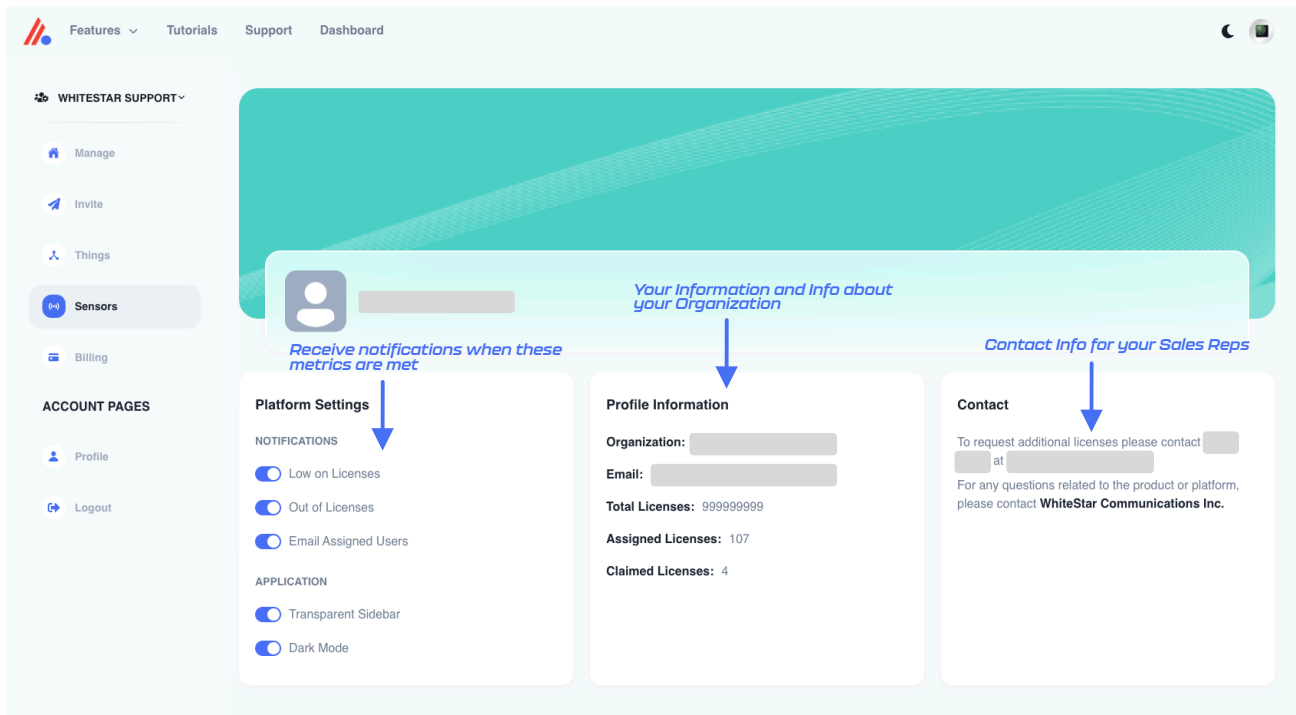 Features
Tutorials
Support
Dashboard
WHITESTAR SUPPORT
Manage
Invite
Things
Sensors
Billing
ACCOUNT PAGES
Profile
Logout
Your Information and Info about
your Organization
Receive notifications when these
metrics are met
Contact Info for your Sales Reps
Platform Settings
NOTIFICATIONS
Low on Licenses
Out of Licenses
Email Assigned Users
APPLICATION
Transparent Sidebar
Dark Mode
Profile Information
Organization:
Email:
Total Licenses: 999999999
Assigned Licenses: 107
Claimed Licenses: 4
Contact
To request additional licenses please contact
at
For any questions related to the product or platform,
please contact WhiteStar Communications Inc.